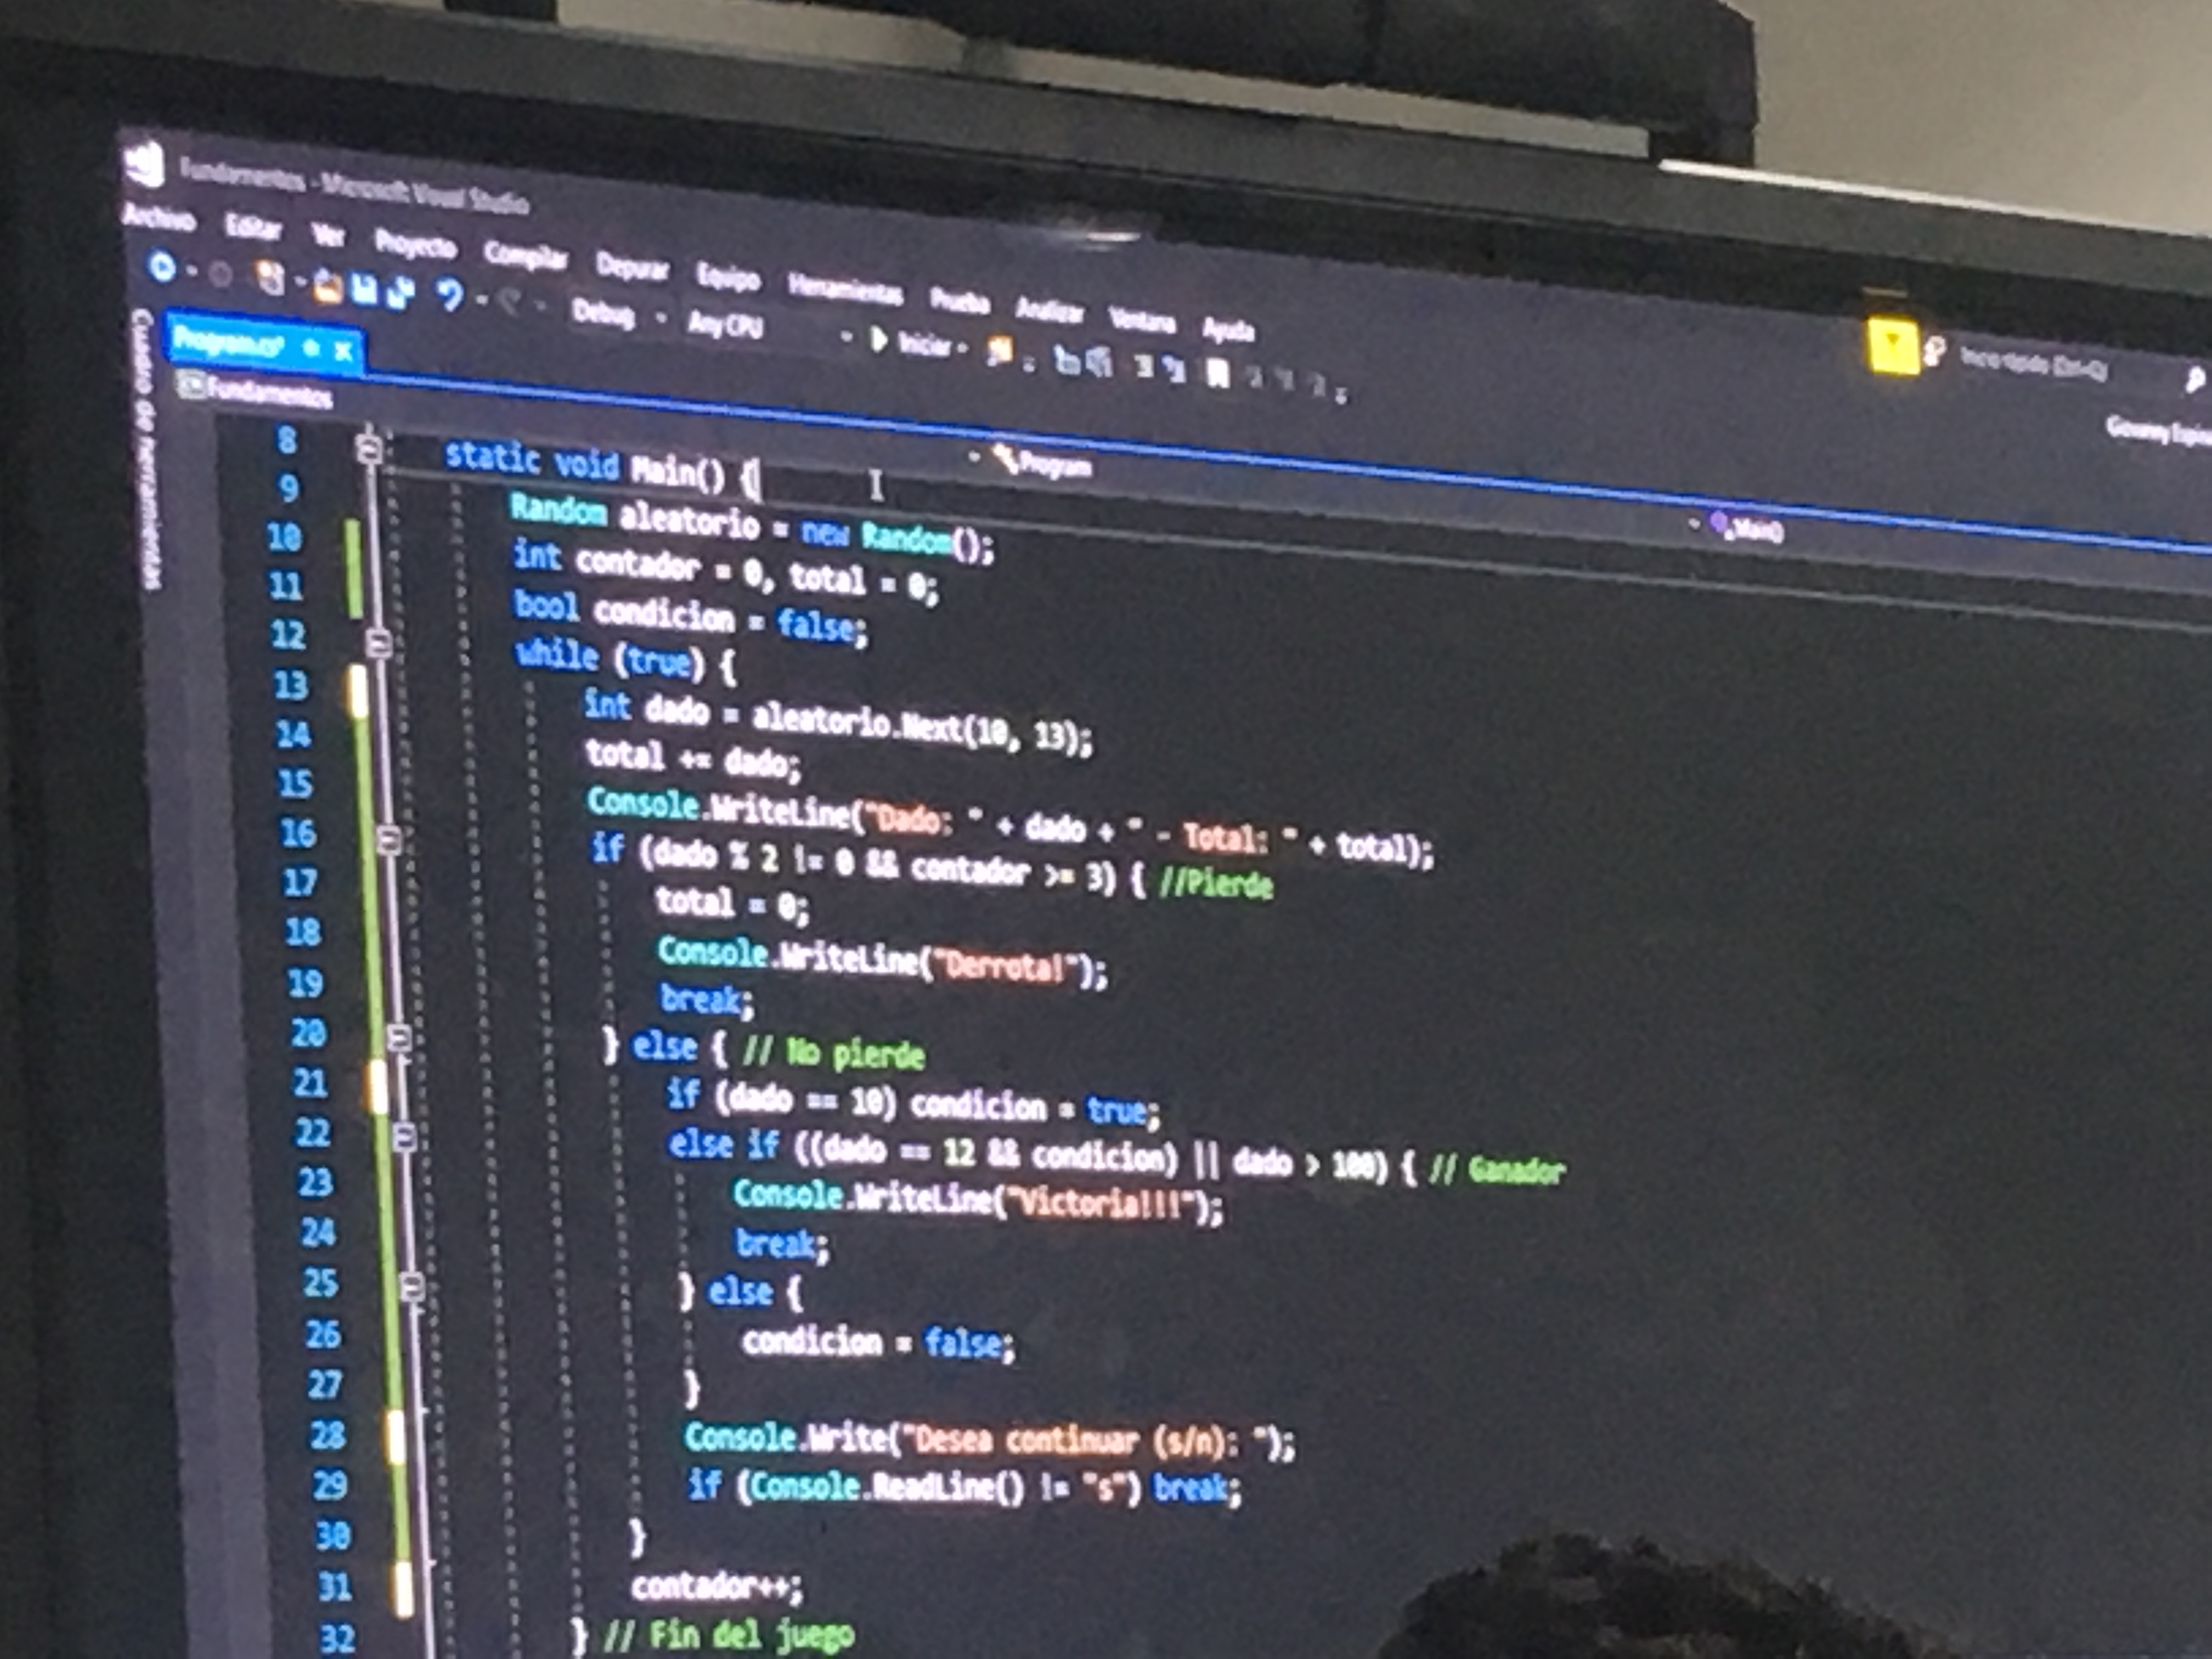 Fundamentos - Microsoft Visual Studio
Archivo Editar Ver Proyecto Compilar Depurar Equipo Herramientas Prueba Analizar Ventana Ayuda
Debug Any CPU Iniciar
Program.cs*
Cuadro de herramientas
Fundamentos Program Main()
8 static void Main() {
9 Random aleatorio = new Random();
10 int contador = 0, total = 0;
11 bool condicion = false;
12 while (true) {
13 int dado = aleatorio.Next(10, 13);
14 total += dado;
15 Console.WriteLine("Dado: " + dado + " - Total: " + total);
16 if (dado % 2 != 0 && contador >= 3) { //Pierde
17 total = 0;
18 Console.WriteLine("Derrota!");
19 break;
20 } else { // No pierde
21 if (dado == 10) condicion = true;
22 else if ((dado == 12 && condicion) || dado > 100) { // Ganador
23 Console.WriteLine("Victoria!!!");
24 break;
25 } else {
26 condicion = false;
27 }
28 Console.Write("Desea continuar (s/n): ");
29 if (Console.ReadLine() != "s") break;
30 }
31 contador++;
32 } // Fin del juego